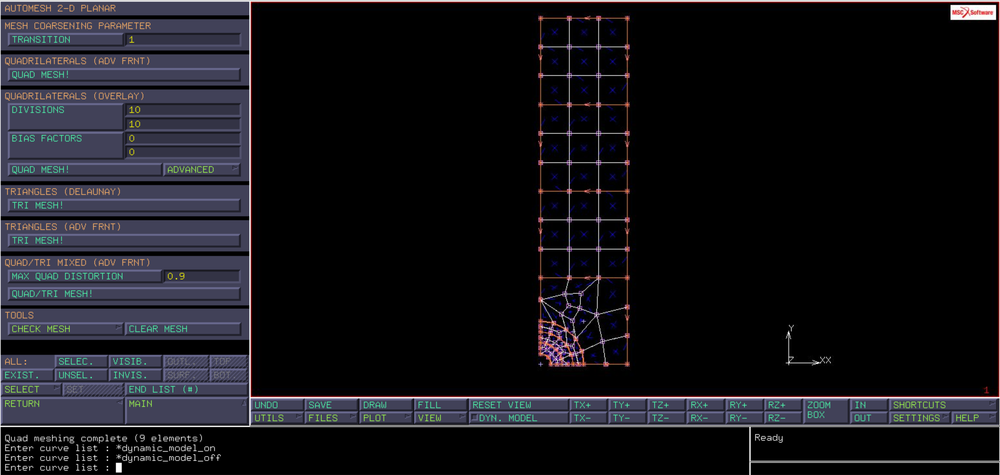 AUTOMESH 2-D PLANAR
MESH COARSENING PARAMETER
TRANSITION 1
QUADRILATERALS (ADV FRNT)
QUAD MESH!
QUADRILATERALS (OVERLAY)
DIVISIONS 10
10
BIAS FACTORS 0
0
QUAD MESH! ADVANCED
TRIANGLES (DELAUNAY)
TRI MESH!
TRIANGLES (ADV FRNT)
TRI MESH!
QUAD/TRI MIXED (ADV FRNT)
MAX QUAD DISTORTION 0.9
QUAD/TRI MESH!
TOOLS
CHECK MESH CLEAR MESH
ALL: SELEC. VISIB. OUTL. TOP
EXIST. UNSEL. INVIS. SURF. BOT.
SELECT SET END LIST (#)
RETURN MAIN
MSC Software
Y
Z XX
1
UNDO SAVE DRAW FILL RESET VIEW TX+ TY+ TZ+ RX+ RY+ RZ+ ZOOM BOX IN SHORTCUTS
UTILS FILES PLOT VIEW DYN. MODEL TX- TY- TZ- RX- RY- RZ- OUT SETTINGS HELP
Quad meshing complete (9 elements)
Enter curve list : *dynamic_model_on
Enter curve list : *dynamic_model_off
Enter curve list :
Ready